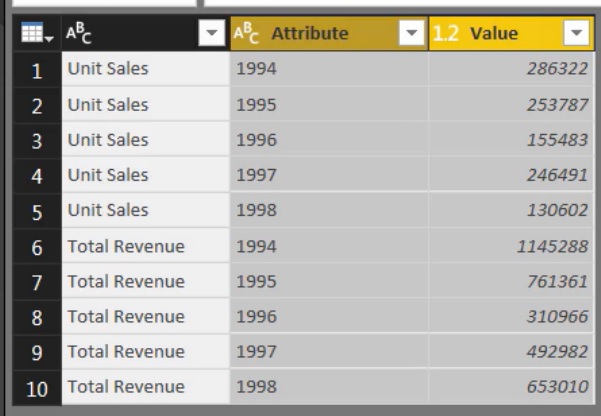 ABC ABC Attribute 1.2 Value
1 Unit Sales 1994 286322
2 Unit Sales 1995 253787
3 Unit Sales 1996 155483
4 Unit Sales 1997 246491
5 Unit Sales 1998 130602
6 Total Revenue 1994 1145288
7 Total Revenue 1995 761361
8 Total Revenue 1996 310966
9 Total Revenue 1997 492982
10 Total Revenue 1998 653010